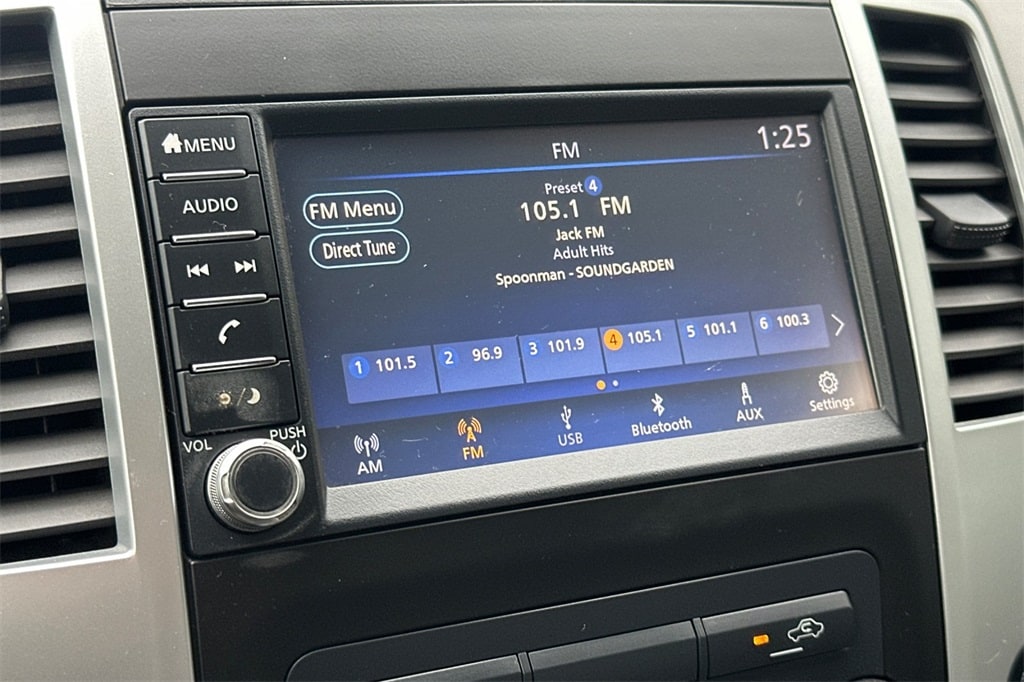 MENU
AUDIO
VOL
PUSH
FM
1:25
FM Menu
Direct Tune
Preset 4
105.1 FM
Jack FM
Adult Hits
Spoonman - SOUNDGARDEN
1 101.5
2 96.9
3 101.9
4 105.1
5 101.1
6 100.3
AM
FM
USB
Bluetooth
AUX
Settings